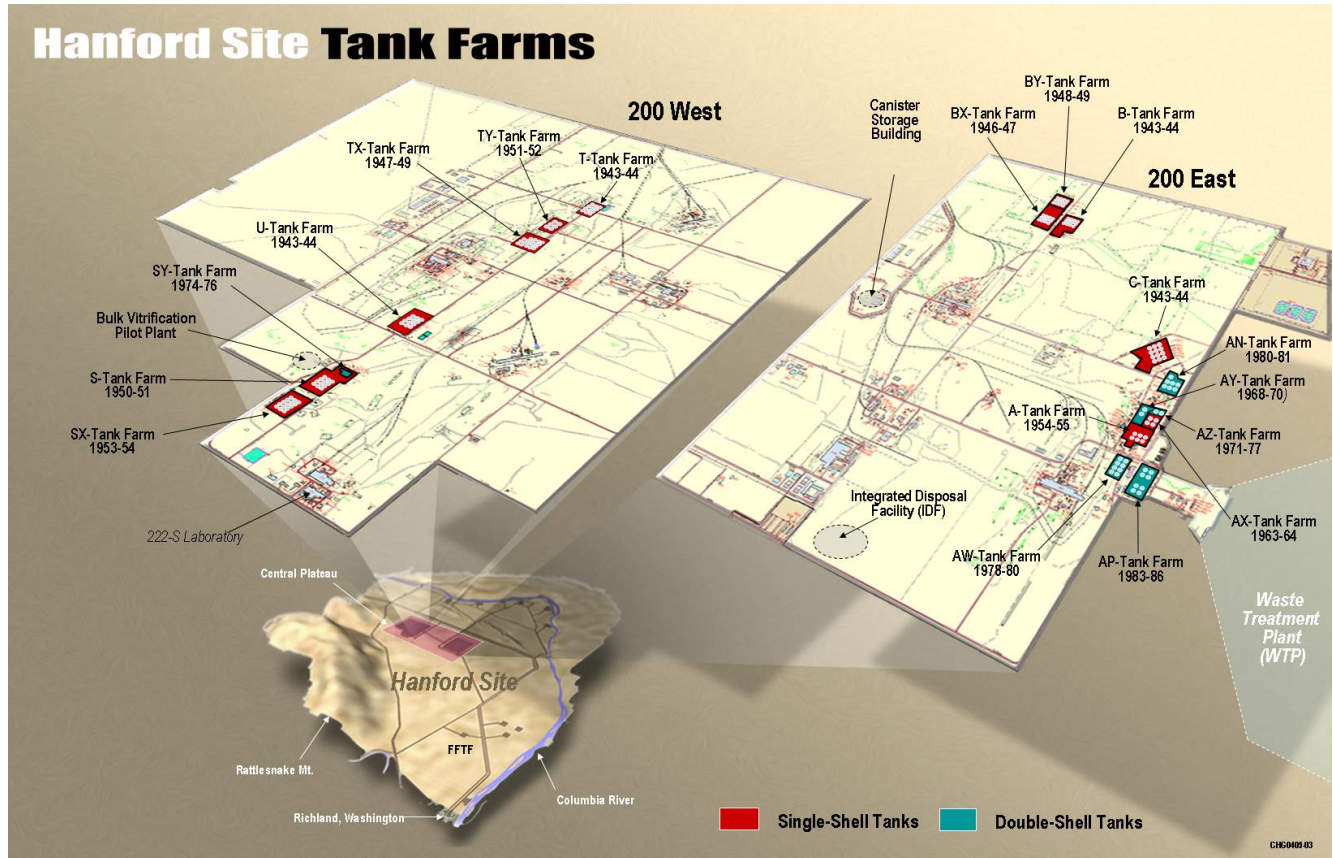 Hanford Site Tank Farms
200 West
TY-Tank Farm
1951-52
TX-Tank Farm
1947-49
T-Tank Farm
1943-44
U-Tank Farm
1943-44
SY-Tank Farm
1974-76
Bulk Vitrification
Pilot Plant
S-Tank Farm
1950-51
SX-Tank Farm
1953-54
222-S Laboratory
Canister
Storage
Building
BY-Tank Farm
1948-49
BX-Tank Farm
1946-47
B-Tank Farm
1943-44
200 East
C-Tank Farm
1943-44
AN-Tank Farm
1980-81
AY-Tank Farm
1968-70)
A-Tank Farm
1954-55
AZ-Tank Farm
1971-77
Integrated Disposal
Facility (IDF)
AX-Tank Farm
1963-64
AW-Tank Farm
1978-80
AP-Tank Farm
1983-86
Waste
Treatment
Plant
(WTP)
Central Plateau
Hanford Site
FFTF
Rattlesnake Mt.
Columbia River
Richland, Washington
Single-Shell Tanks
Double-Shell Tanks